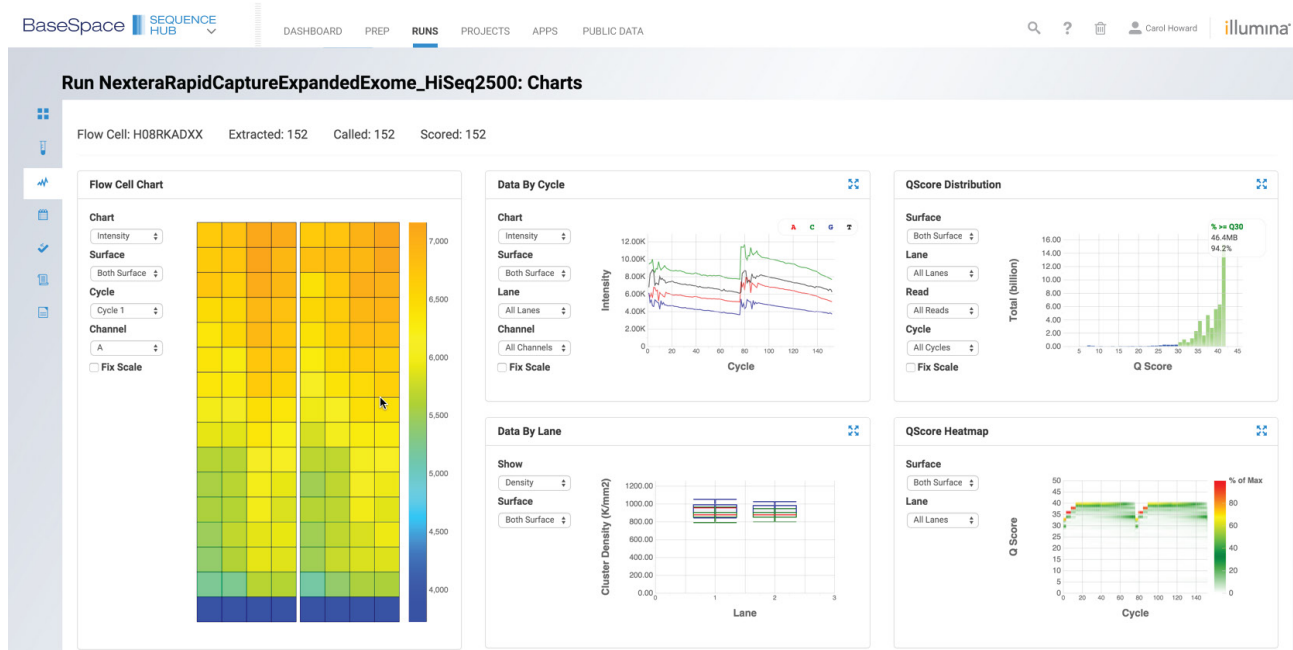 BaseSpace SEQUENCE HUB
DASHBOARD PREP RUNS PROJECTS APPS PUBLIC DATA
? Carol Howard illumina
Run NexteraRapidCaptureExpandedExome_HiSeq2500: Charts
Flow Cell: H08RKADXX Extracted: 152 Called: 152 Scored: 152
Flow Cell Chart
Chart
Intensity
Surface
Both Surface
Cycle
Cycle 1
Channel
A
Fix Scale
7,000
6,500
6,000
5,500
5,000
4,500
4,000
Data By Cycle
Chart
Intensity
Surface
Both Surface
Lane
All Lanes
Channel
All Channels
Fix Scale
A C G T
Intensity
12.00K
10.00K
8.00K
6.00K
4.00K
2.00K
0
0 20 40 60 80 100 120 140
Cycle
QScore Distribution
Surface
Both Surface
Lane
All Lanes
Read
All Reads
Cycle
All Cycles
Fix Scale
% >= Q30
46.4MB
94.2%
Total (billion)
16.00
14.00
12.00
10.00
8.00
6.00
4.00
2.00
0.00
5 10 15 20 25 30 35 40 45
Q Score
Data By Lane
Show
Density
Surface
Both Surface
Cluster Density (K/mm2)
1200.00
1000.00
800.00
600.00
400.00
200.00
0.00
0 1 2 3
Lane
QScore Heatmap
Surface
Both Surface
Lane
All Lanes
Q Score
50
45
40
35
30
25
20
15
10
5
0
0 20 40 60 80 100 120 140
Cycle
% of Max
80
60
40
20
0